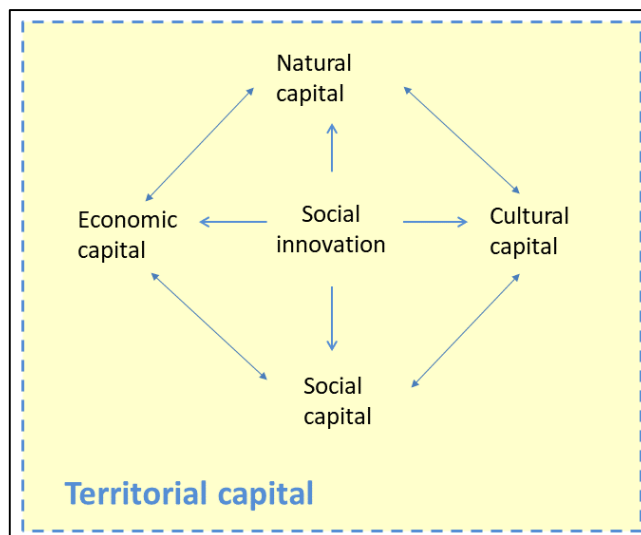 Natural
capital
Economic
capital
Social
innovation
Cultural
capital
Social
capital
Territorial capital